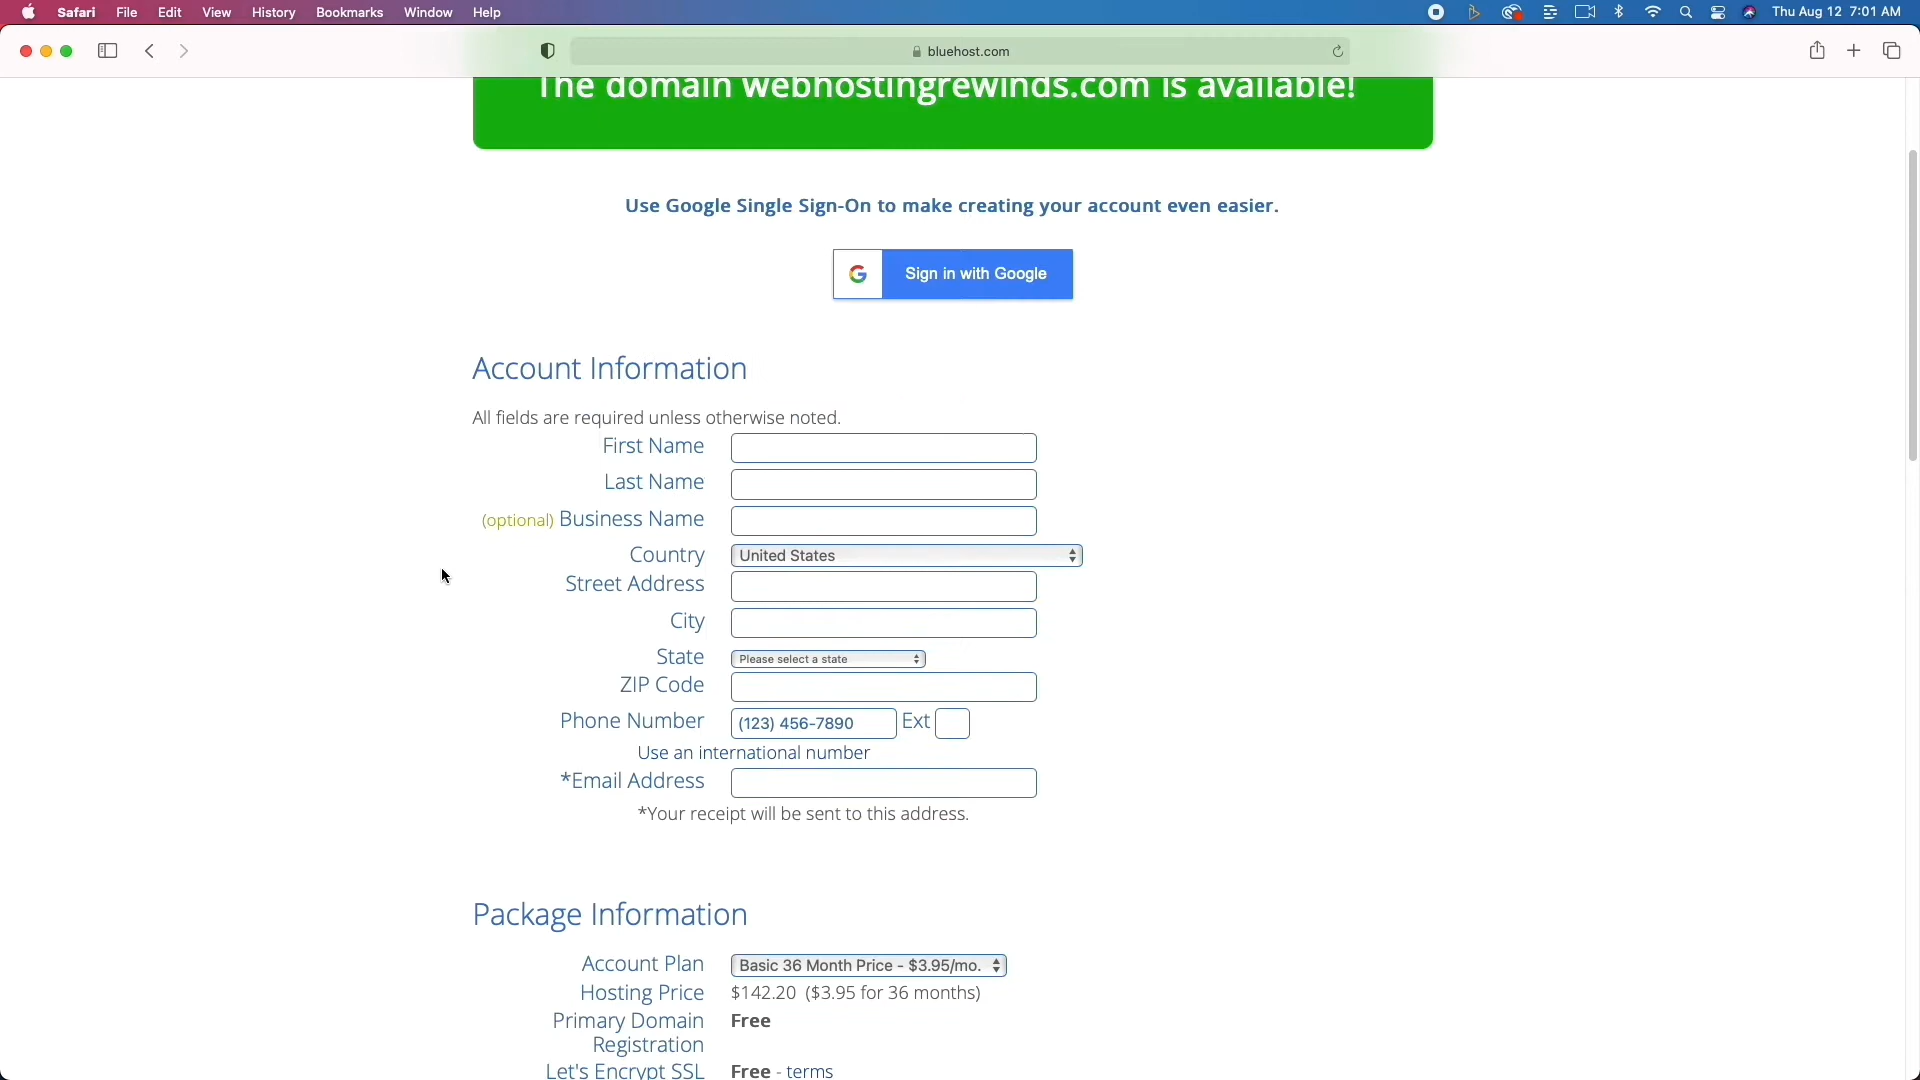 Safari File Edit View History Bookmarks Window Help Thu Aug 12 7:01 AM
bluehost.com
The domain webhostingrewinds.com is available!
Use Google Single Sign-On to make creating your account even easier.
G Sign in with Google
Account Information
All fields are required unless otherwise noted.
First Name
Last Name
(optional) Business Name
Country United States
Street Address
City
State Please select a state
ZIP Code
Phone Number (123) 456-7890 Ext
Use an international number
*Email Address
*Your receipt will be sent to this address.
Package Information
Account Plan Basic 36 Month Price - $3.95/mo.
Hosting Price $142.20 ($3.95 for 36 months)
Primary Domain Free
Registration
Let's Encrypt SSL Free - terms